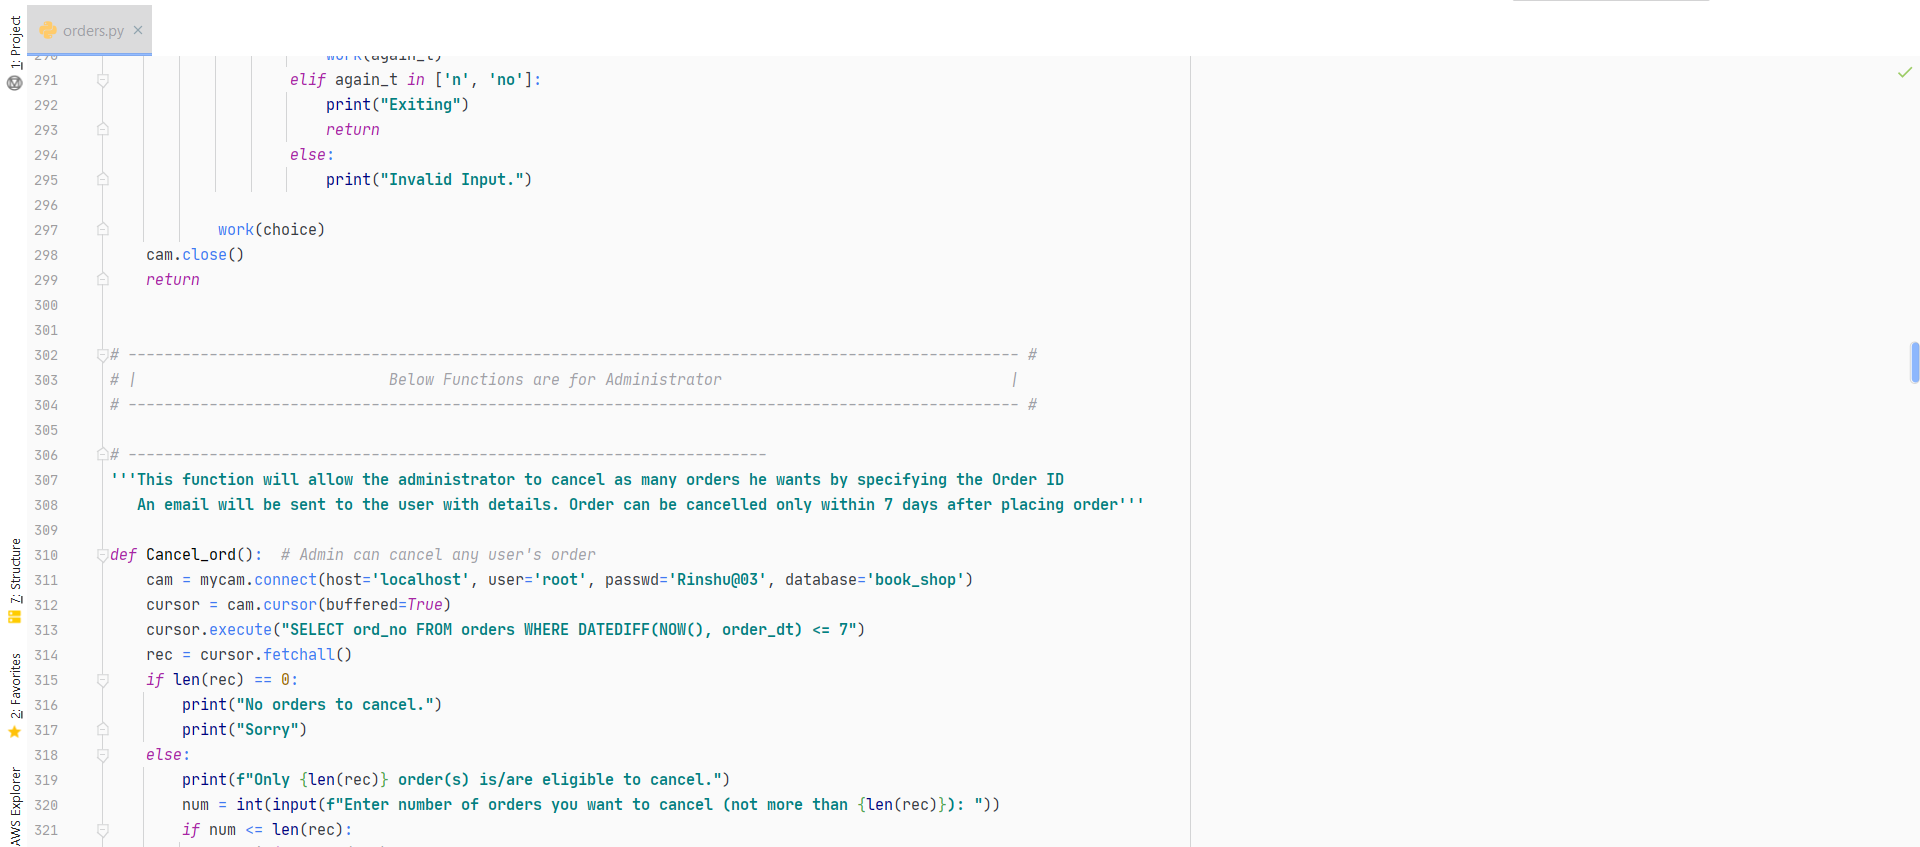 1: Project
orders.py
290 work(again_t)
291 elif again_t in ['n', 'no']:
292 print("Exiting")
293 return
294 else:
295 print("Invalid Input.")
296
297 work(choice)
298 cam.close()
299 return
300
301
302 # --------------------------------------------------------------------------------------------------- #
303 # | Below Functions are for Administrator |
304 # --------------------------------------------------------------------------------------------------- #
305
306 # -----------------------------------------------------------------------
307 '''This function will allow the administrator to cancel as many orders he wants by specifying the Order ID
308 An email will be sent to the user with details. Order can be cancelled only within 7 days after placing order'''
309
310 def Cancel_ord():  # Admin can cancel any user's order
311 cam = mycam.connect(host='localhost', user='root', passwd='Rinshu@03', database='book_shop')
312 cursor = cam.cursor(buffered=True)
313 cursor.execute("SELECT ord_no FROM orders WHERE DATEDIFF(NOW(), order_dt) <= 7")
314 rec = cursor.fetchall()
315 if len(rec) == 0:
316 print("No orders to cancel.")
317 print("Sorry")
318 else:
319 print(f"Only {len(rec)} order(s) is/are eligible to cancel.")
320 num = int(input(f"Enter number of orders you want to cancel (not more than {len(rec)}): "))
321 if num <= len(rec):
7: Structure
2: Favorites
AWS Explorer